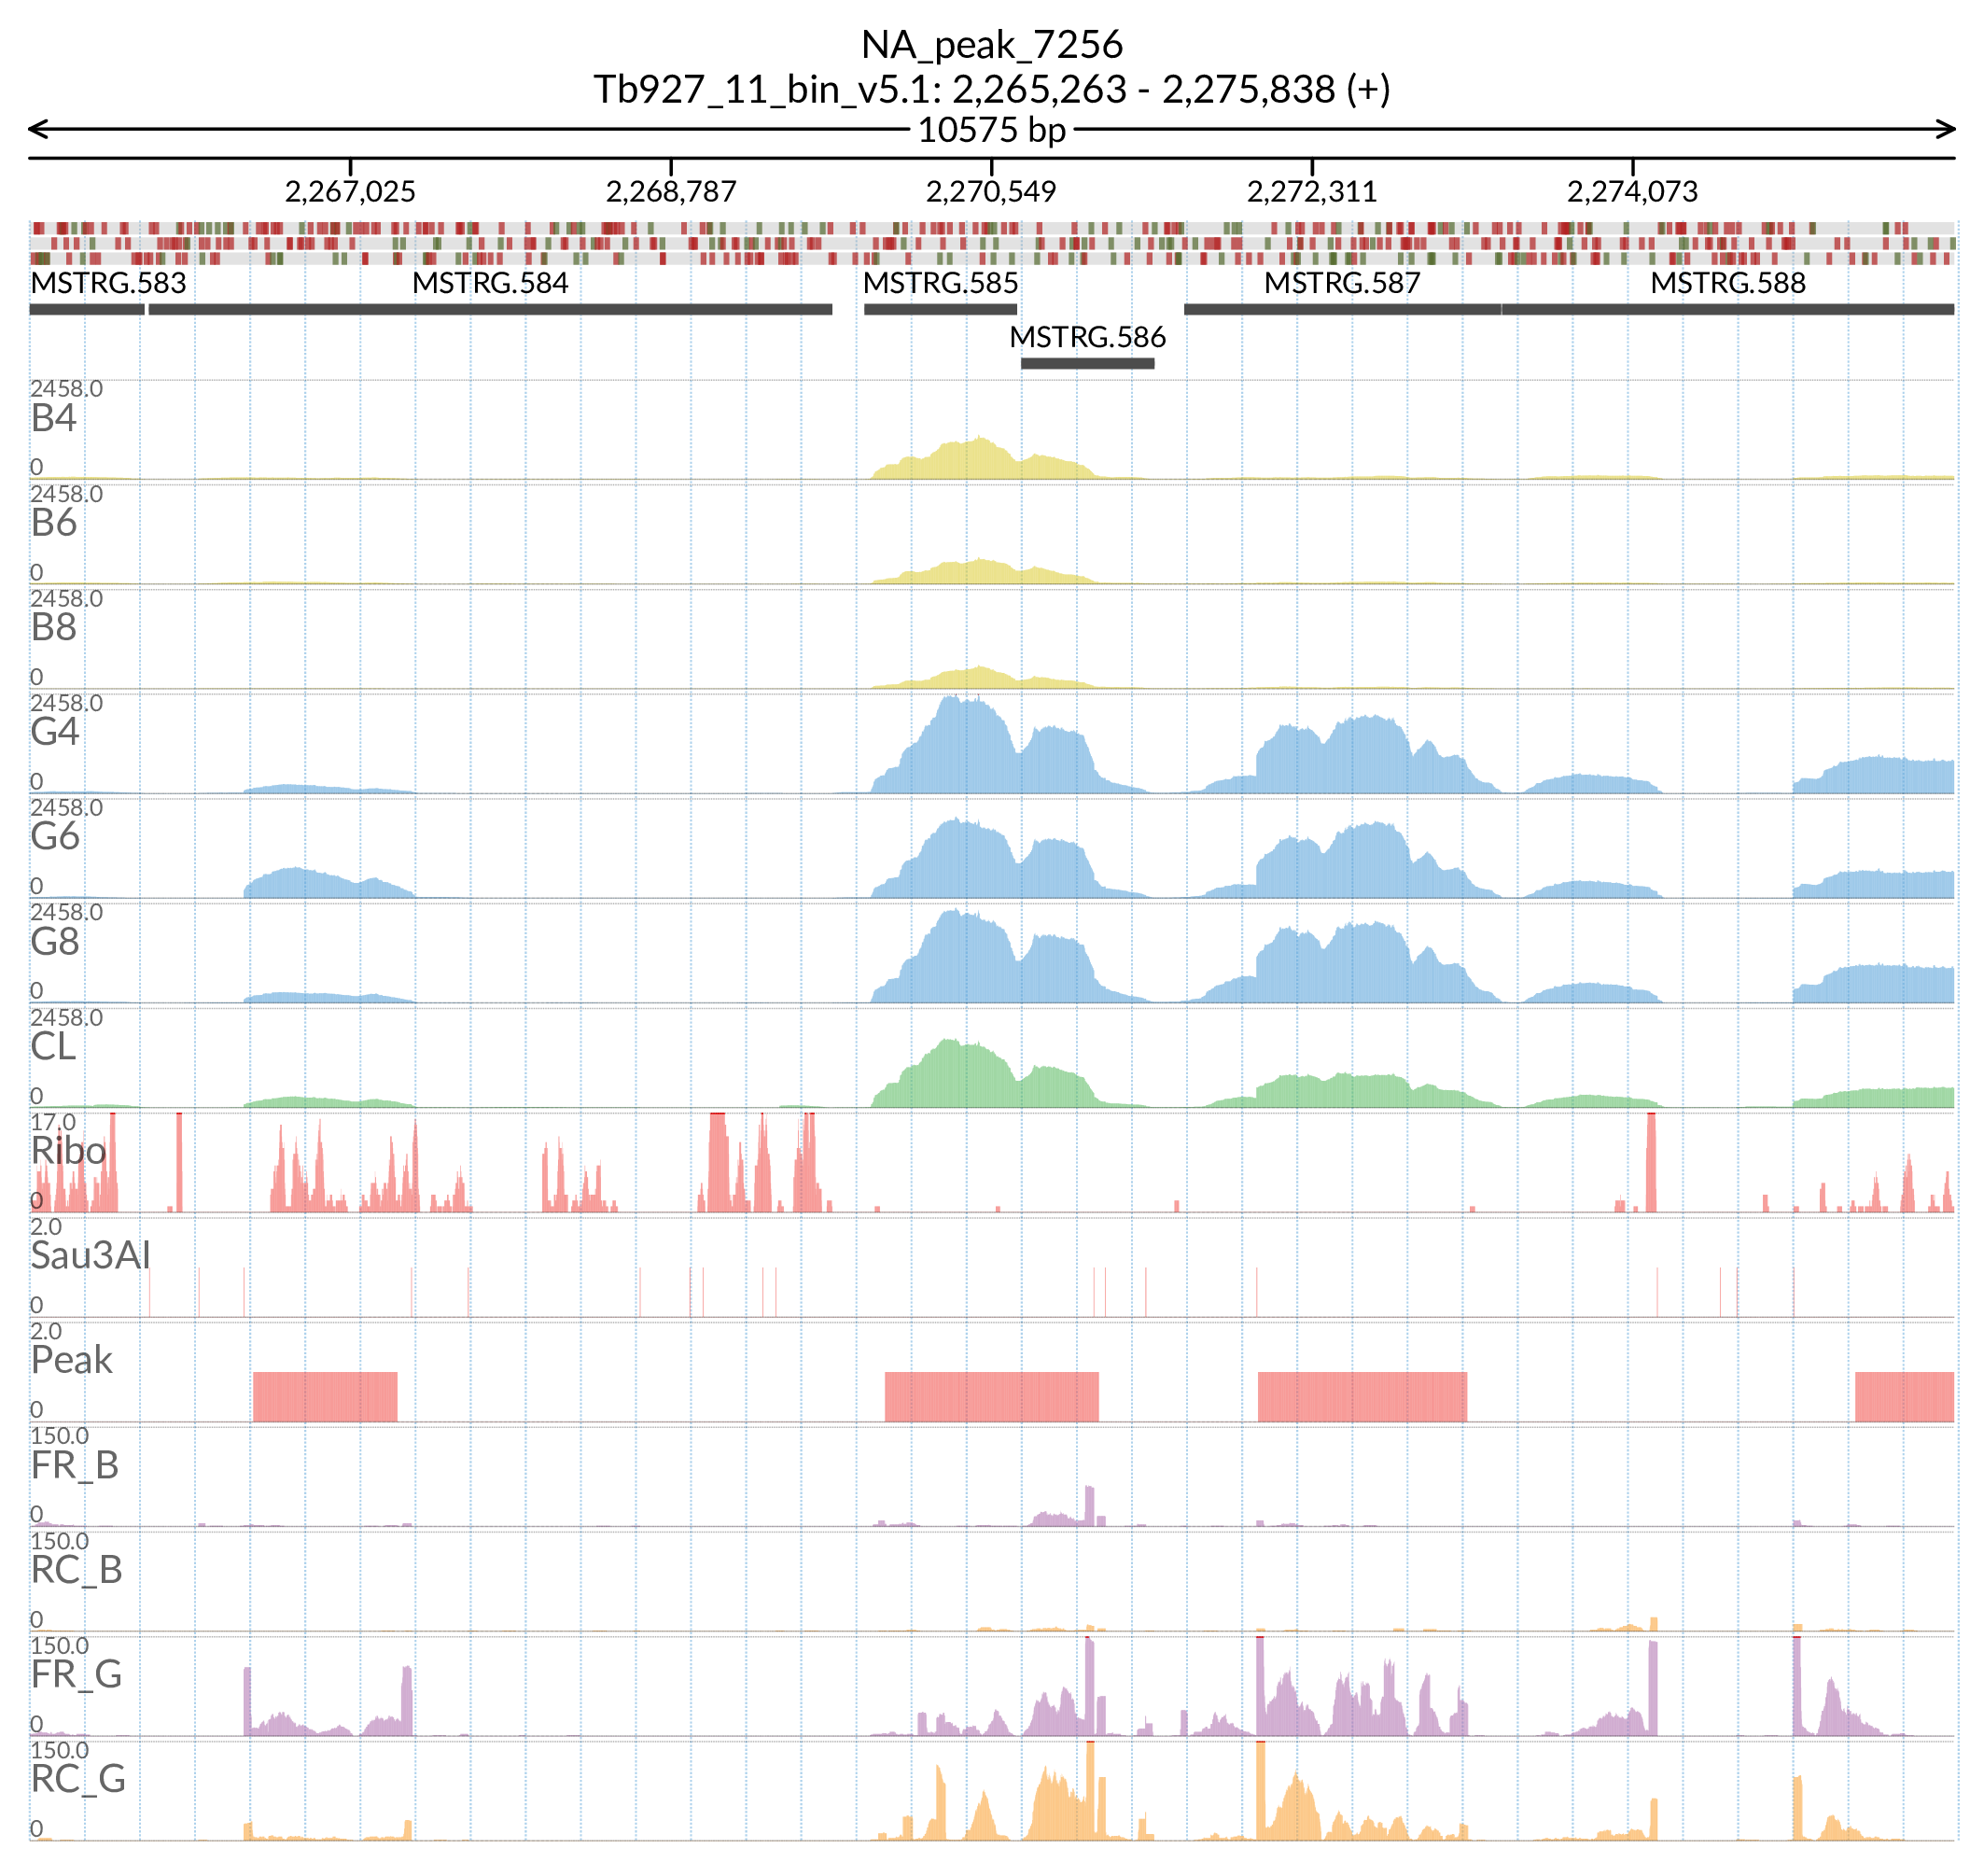 NA_peak_7256
Tb927_11_bin_v5.1: 2,265,263 - 2,275,838 (+)
10575 bp
2,267,025 2,268,787 2,270,549 2,272,311 2,274,073
MSTRG.583 MSTRG.584 MSTRG.585 MSTRG.587 MSTRG.588
MSTRG.586
2458.0
B4
0
2458.0
B6
0
2458.0
B8
0
2458.0
G4
0
2458.0
G6
0
2458.0
G8
0
2458.0
CL
0
17.0
Ribo
0
2.0
Sau3AI
0
2.0
Peak
0
150.0
FR_B
0
150.0
RC_B
0
150.0
FR_G
0
150.0
RC_G
0